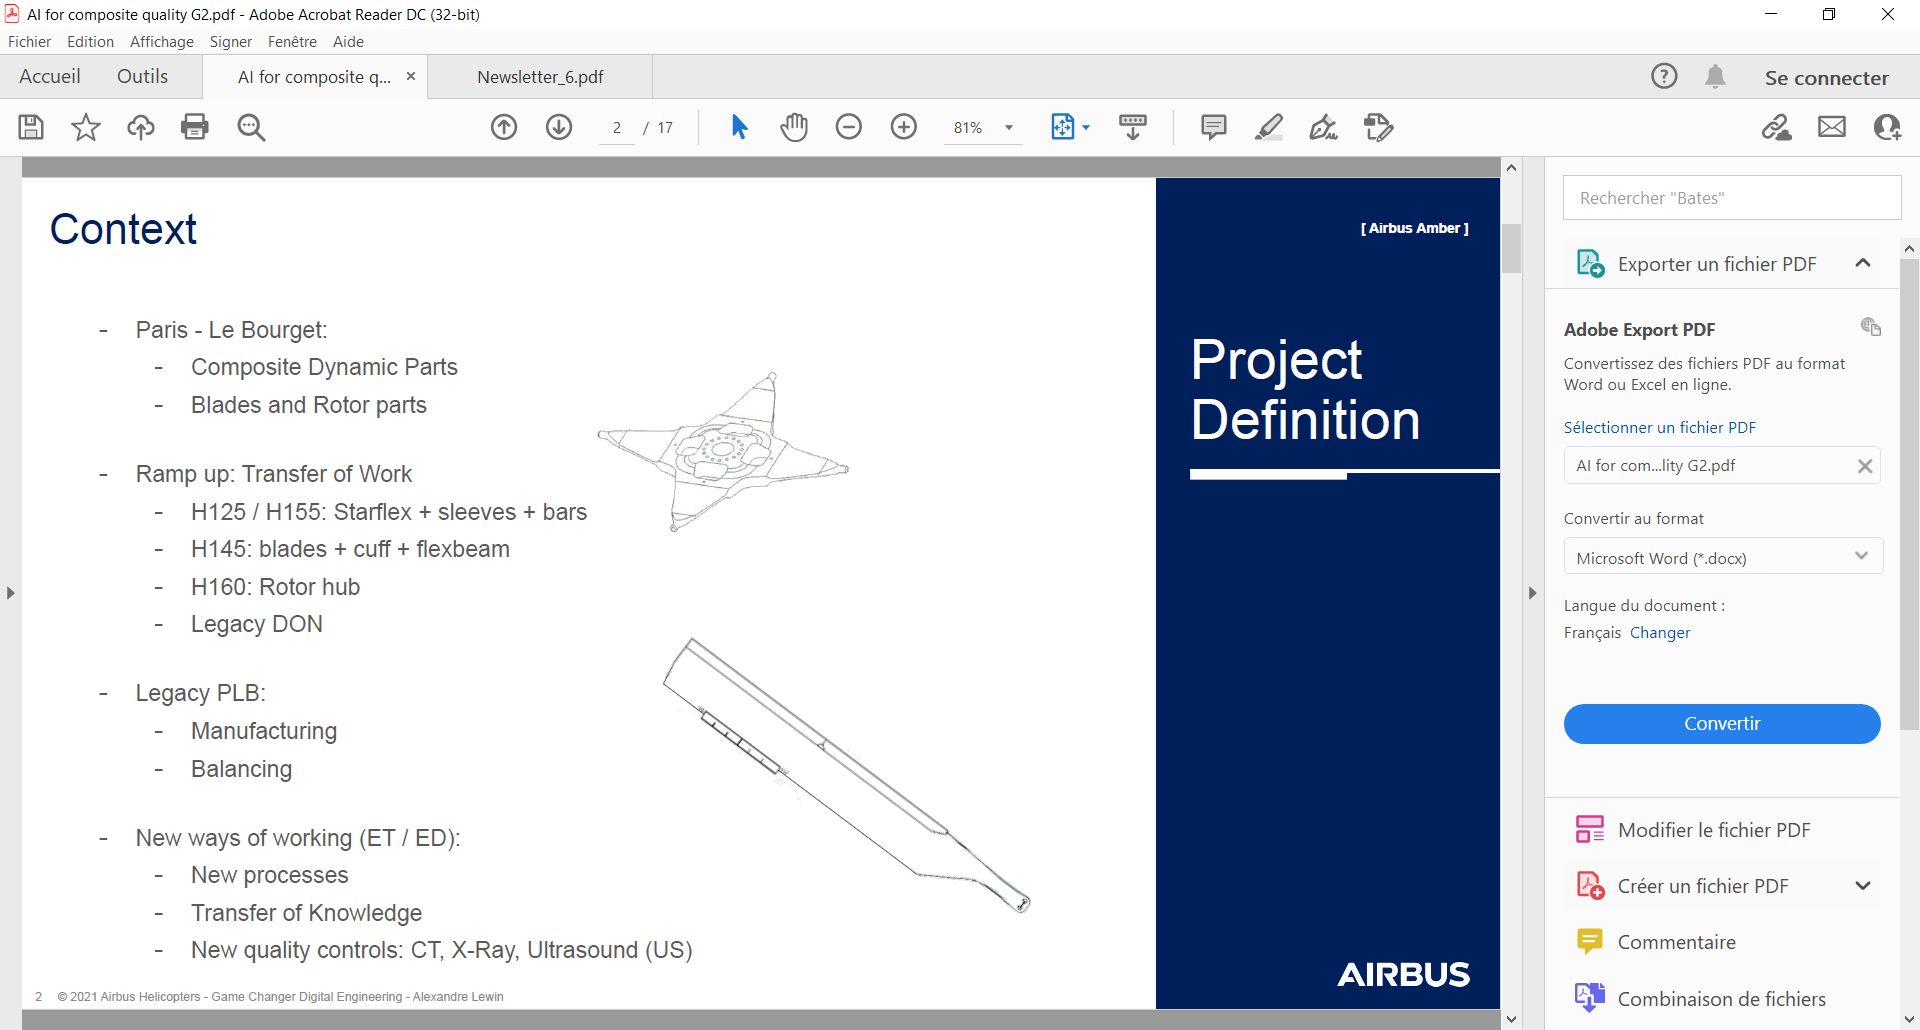 AI for composite quality G2.pdf - Adobe Acrobat Reader DC (32-bit)
Fichier Edition Affichage Signer Fenêtre Aide
Accueil Outils AI for composite q... × Newsletter_6.pdf Se connecter
2 / 17 81%
Context
- Paris - Le Bourget:
- Composite Dynamic Parts
- Blades and Rotor parts
- Ramp up: Transfer of Work
- H125 / H155: Starflex + sleeves + bars
- H145: blades + cuff + flexbeam
- H160: Rotor hub
- Legacy DON
- Legacy PLB:
- Manufacturing
- Balancing
- New ways of working (ET / ED):
- New processes
- Transfer of Knowledge
- New quality controls: CT, X-Ray, Ultrasound (US)
2 © 2021 Airbus Helicopters - Game Changer Digital Engineering - Alexandre Lewin
[ Airbus Amber ]
Project
Definition
AIRBUS
Rechercher "Bates"
Exporter un fichier PDF
Adobe Export PDF
Convertissez des fichiers PDF au format
Word ou Excel en ligne.
Sélectionner un fichier PDF
AI for com...lity G2.pdf
Convertir au format
Microsoft Word (*.docx)
Langue du document :
Français Changer
Convertir
Modifier le fichier PDF
Créer un fichier PDF
Commentaire
Combinaison de fichiers